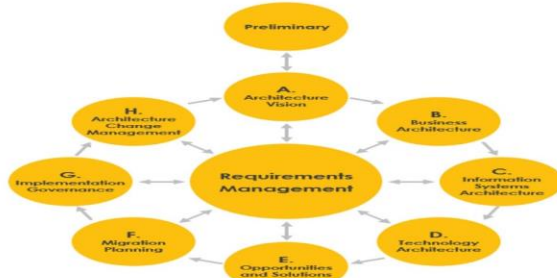 Preliminary
A.
Architecture
Vision
B.
Business
Architecture
C.
Information
Systems
Architecture
D.
Technology
Architecture
E.
Opportunities
and Solutions
F.
Migration
Planning
G.
Implementation
Governance
H.
Architecture
Change
Management
Requirements
Management